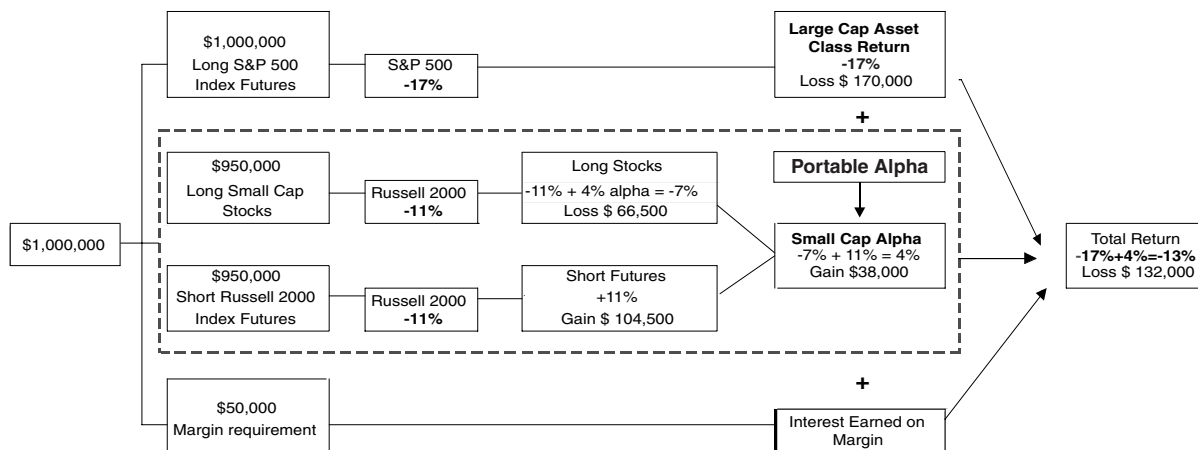 $1,000,000
Long S&P 500
Index Futures
S&P 500
-17%
Large Cap Asset
Class Return
-17%
Loss $ 170,000
+
$950,000
Long Small Cap
Stocks
Russell 2000
-11%
Long Stocks
-11% + 4% alpha = -7%
Loss $ 66,500
Portable Alpha
$1,000,000
Small Cap Alpha
-7% + 11% = 4%
Gain $38,000
Total Return
-17%+4%=-13%
Loss $ 132,000
$950,000
Short Russell 2000
Index Futures
Russell 2000
-11%
Short Futures
+11%
Gain $ 104,500
+
$50,000
Margin requirement
Interest Earned on
Margin